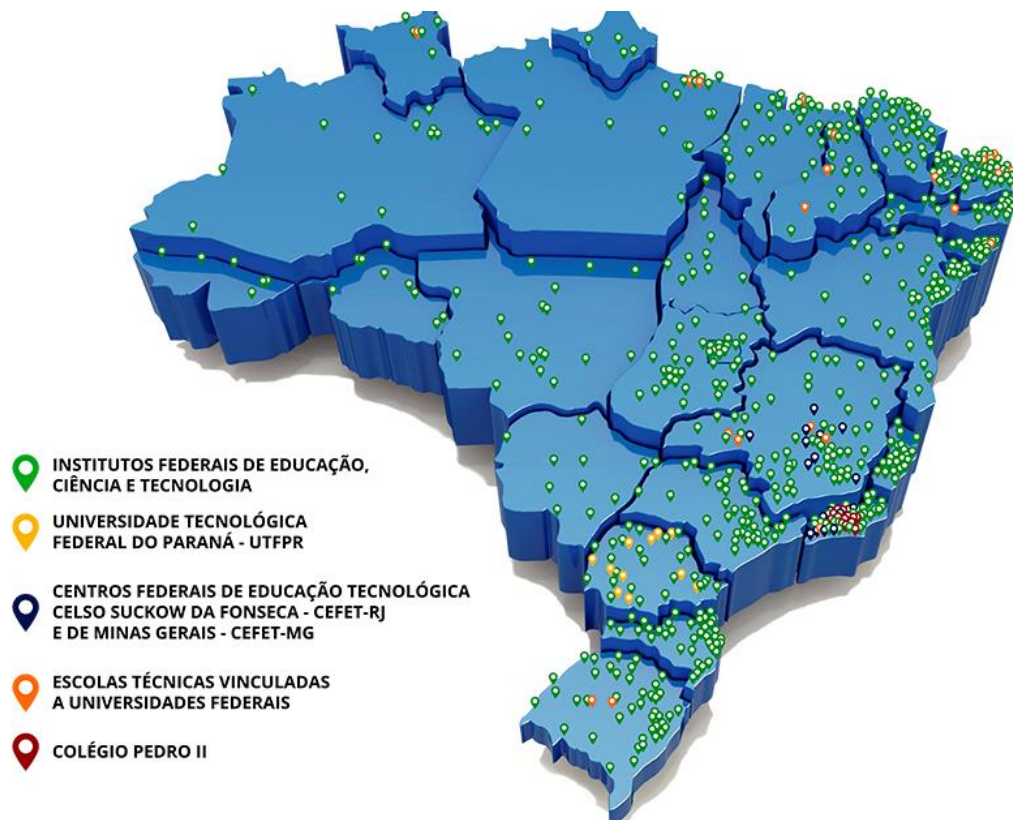 INSTITUTOS FEDERAIS DE EDUCAÇÃO,
CIÊNCIA E TECNOLOGIA
UNIVERSIDADE TECNOLÓGICA
FEDERAL DO PARANÁ - UTFPR
CENTROS FEDERAIS DE EDUCAÇÃO TECNOLÓGICA
CELSO SUCKOW DA FONSECA - CEFET-RJ
E DE MINAS GERAIS - CEFET-MG
ESCOLAS TÉCNICAS VINCULADAS
A UNIVERSIDADES FEDERAIS
COLÉGIO PEDRO II